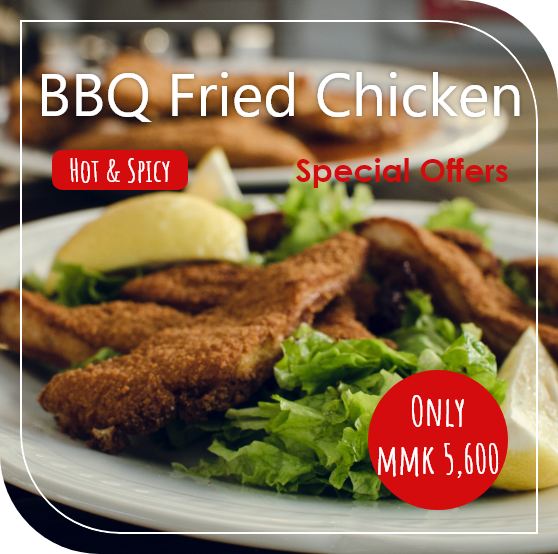 BBQ Fried Chicken
Hot & Spicy
Special Offers
Only
MMK 5,600